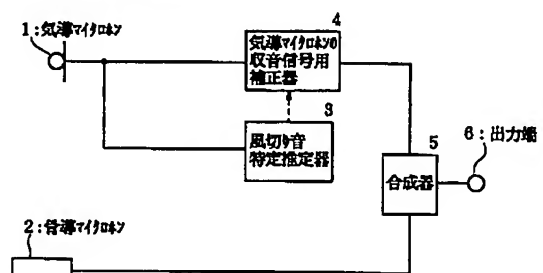 1:気導マイクロホン
4
気導マイクロホンの
収音信号用
補正器
3
風切り音
特定推定器
5
合成器
6:出力端
2:骨導マイクロホン